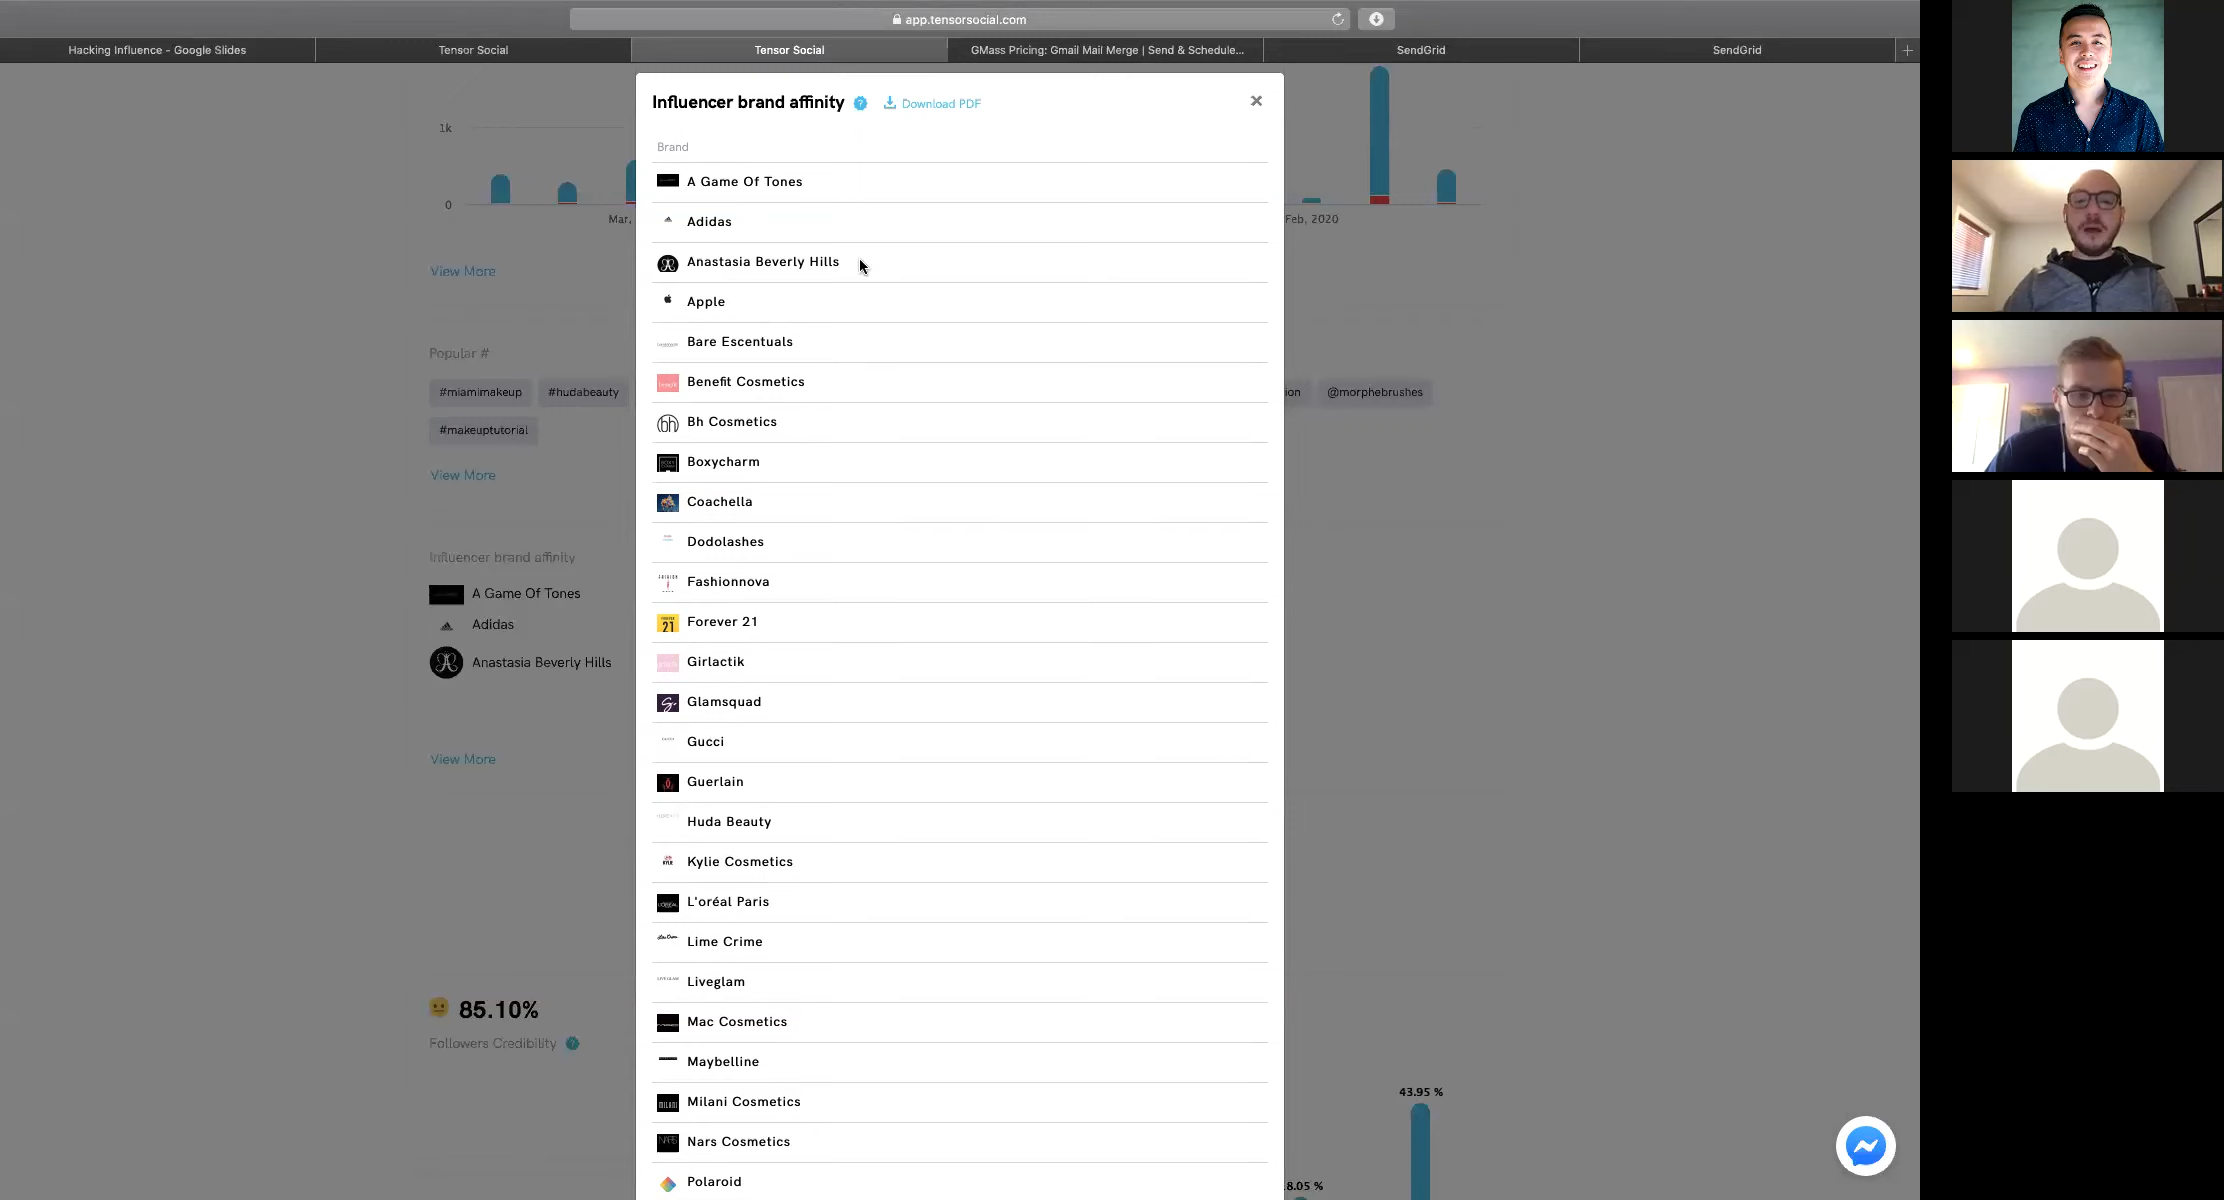 app.tensorsocial.com
Hacking Influence - Google Slides
Tensor Social
Tensor Social
GMass Pricing: Gmail Mail Merge | Send & Schedule...
SendGrid
SendGrid
Influencer brand affinity
Download PDF
Brand
A Game Of Tones
Adidas
Anastasia Beverly Hills
Apple
Bare Escentuals
Benefit Cosmetics
Bh Cosmetics
Boxycharm
Coachella
Dodolashes
Fashionnova
Forever 21
Girlactik
Glamsquad
Gucci
Guerlain
Huda Beauty
Kylie Cosmetics
L'oréal Paris
Lime Crime
Liveglam
Mac Cosmetics
Maybelline
Milani Cosmetics
Nars Cosmetics
Polaroid
1k
0
Mar,
Feb, 2020
View More
Popular #
#miamimakeup
#hudabeauty
ion
@morphebrushes
#makeuptutorial
View More
Influencer brand affinity
A Game Of Tones
Adidas
Anastasia Beverly Hills
View More
85.10%
Followers Credibility
43.95 %
8.05 %